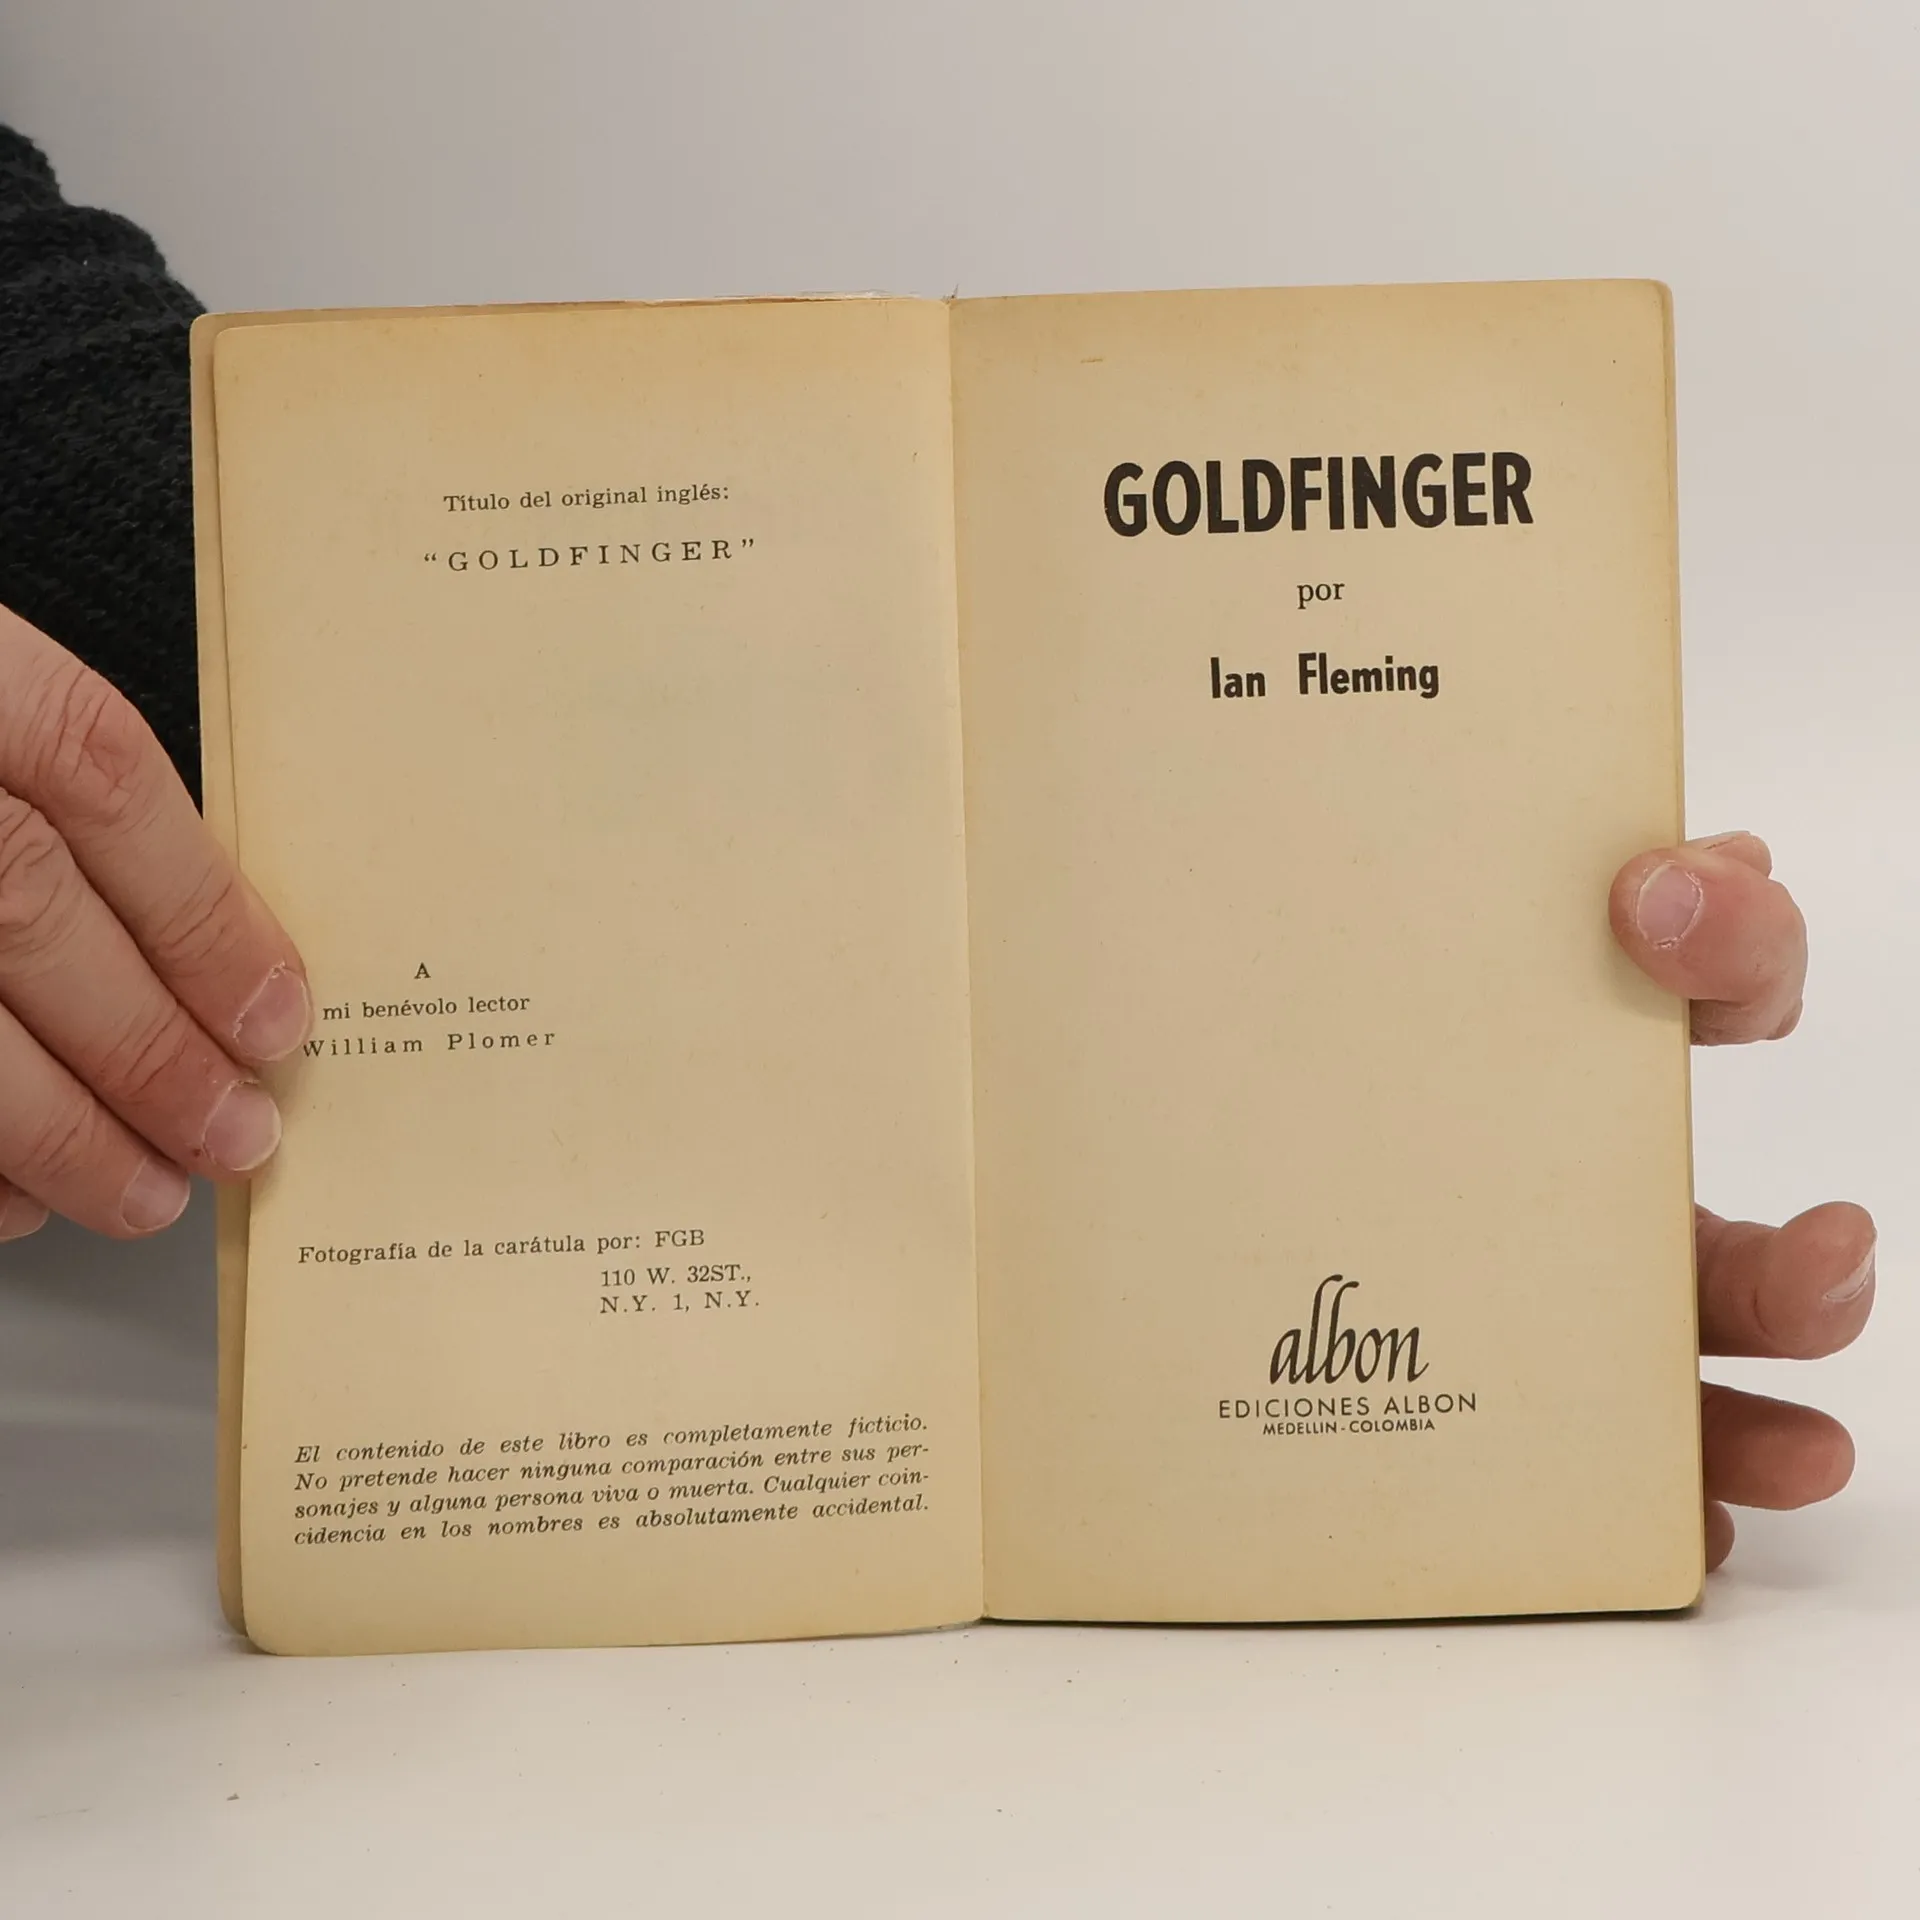 Título del original inglés:
“GOLDFINGER”
A
mi benévolo lector
William Plomer
Fotografía de la carátula por: FGB
110 W. 32ST.,
N.Y. 1, N.Y.
El contenido de este libro es completamente ficticio.
No pretende hacer ninguna comparación entre sus per-
sonajes y alguna persona viva o muerta. Cualquier coin-
cidencia en los nombres es absolutamente accidental.
GOLDFINGER
por
Ian Fleming
albon
EDICIONES ALBON
MEDELLIN - COLOMBIA